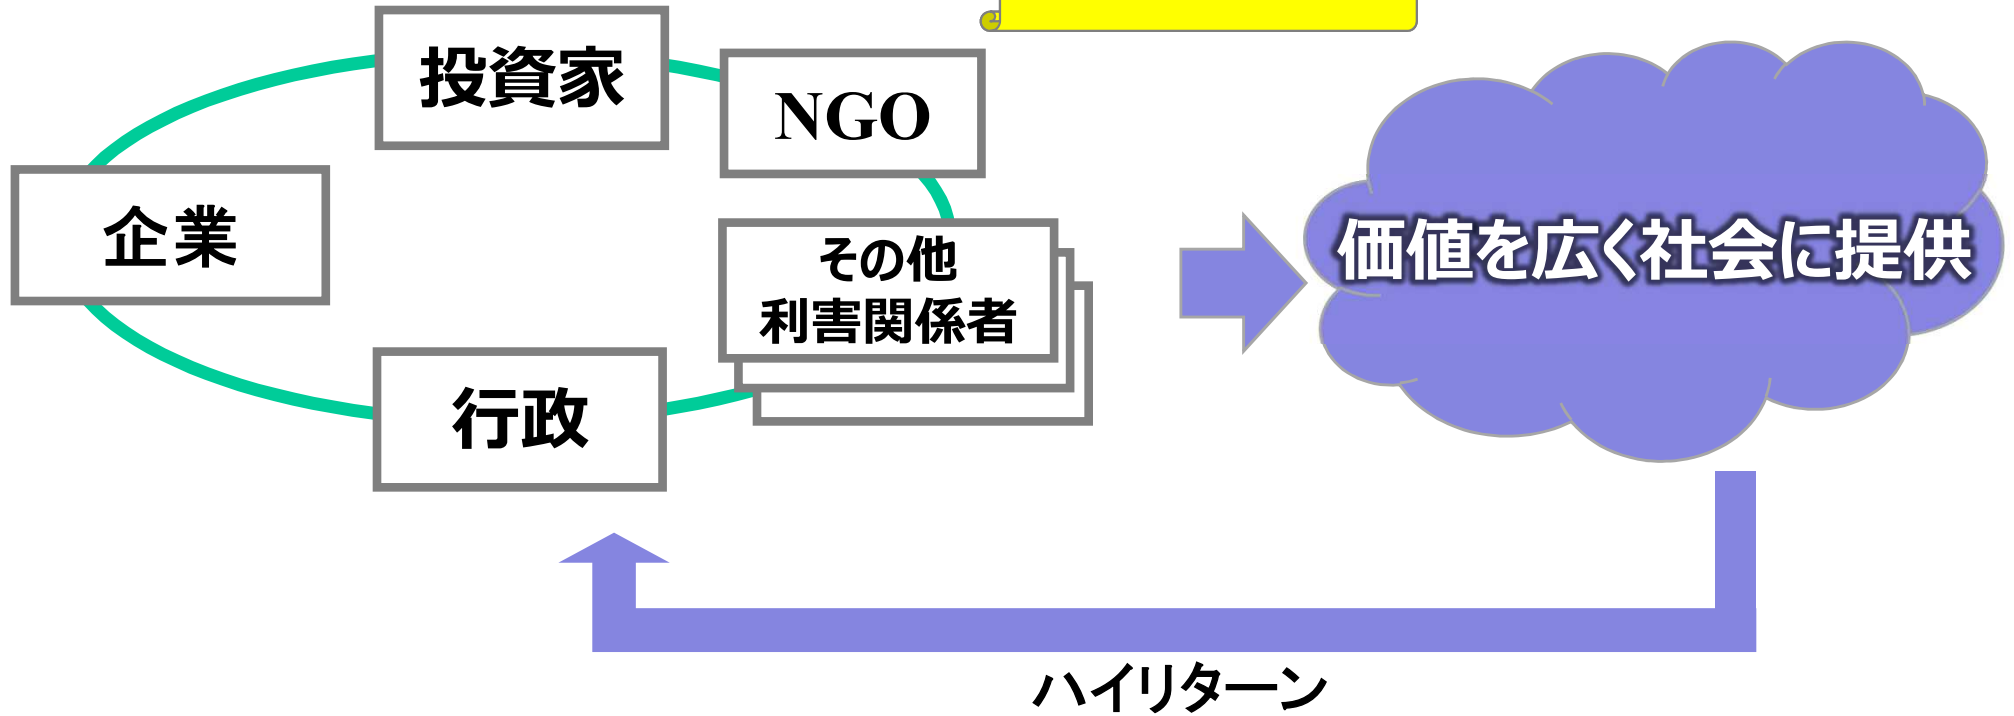 投資家
NGO
企業
その他
利害関係者
価値を広く社会に提供
行政
ハイリターン